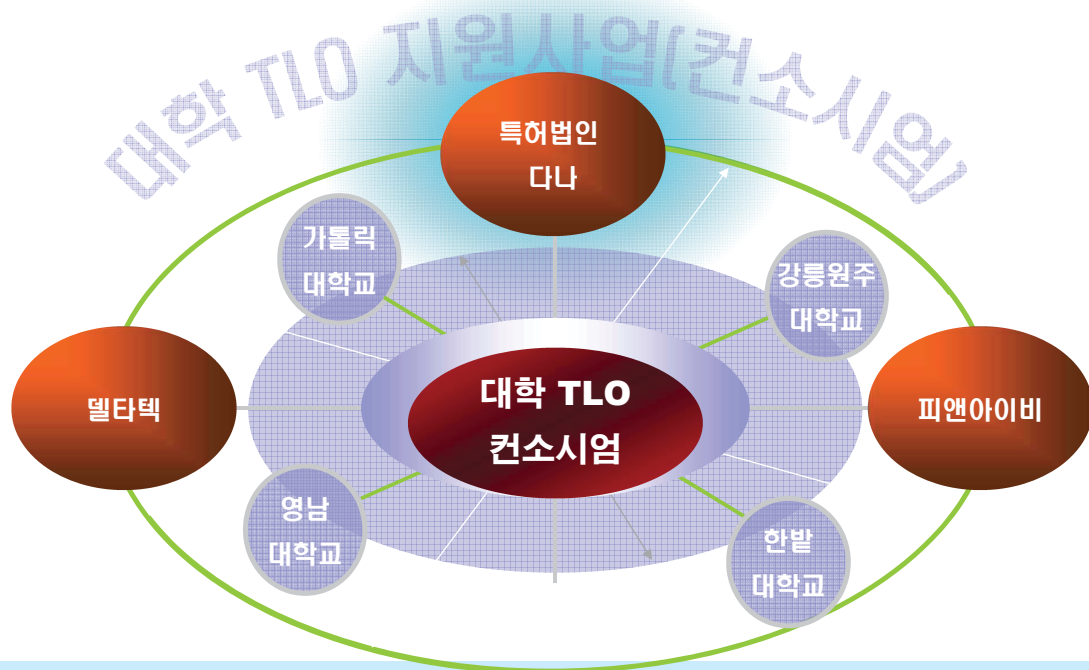 대학 TLO 지원사업(컨소시엄)
특허법인
다나
가톨릭
대학교
강릉원주
대학교
델타텍
대학 TLO
컨소시엄
피앤아이비
영남
대학교
한밭
대학교